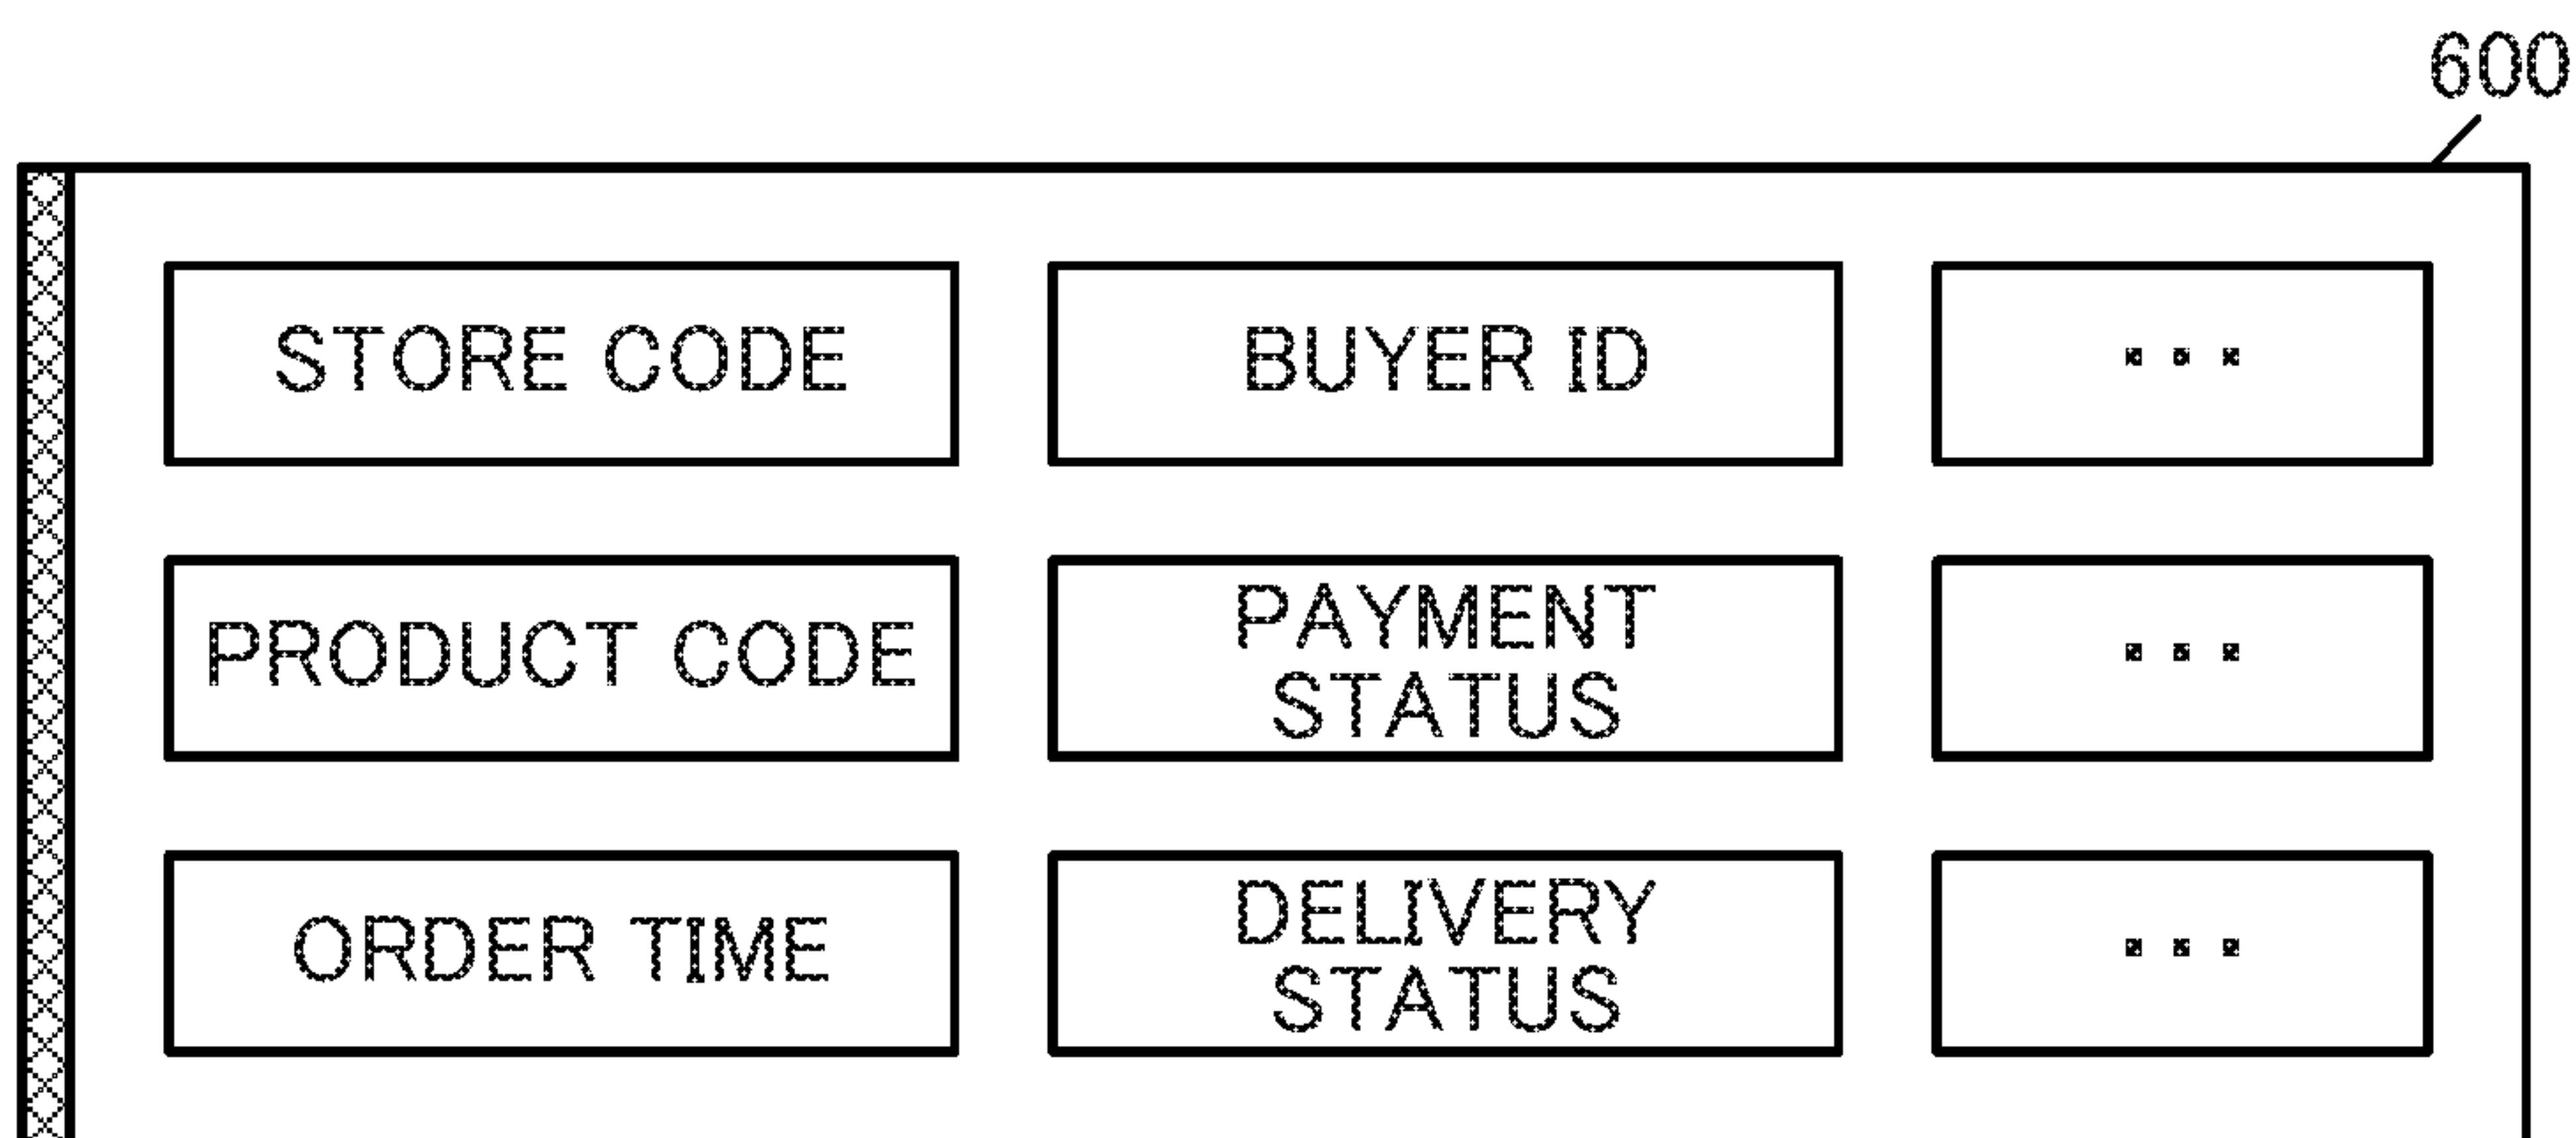 600
STORE CODE
BUYER ID
...
PRODUCT CODE
PAYMENT
STATUS
...
ORDER TIME
DELIVERY
STATUS
...